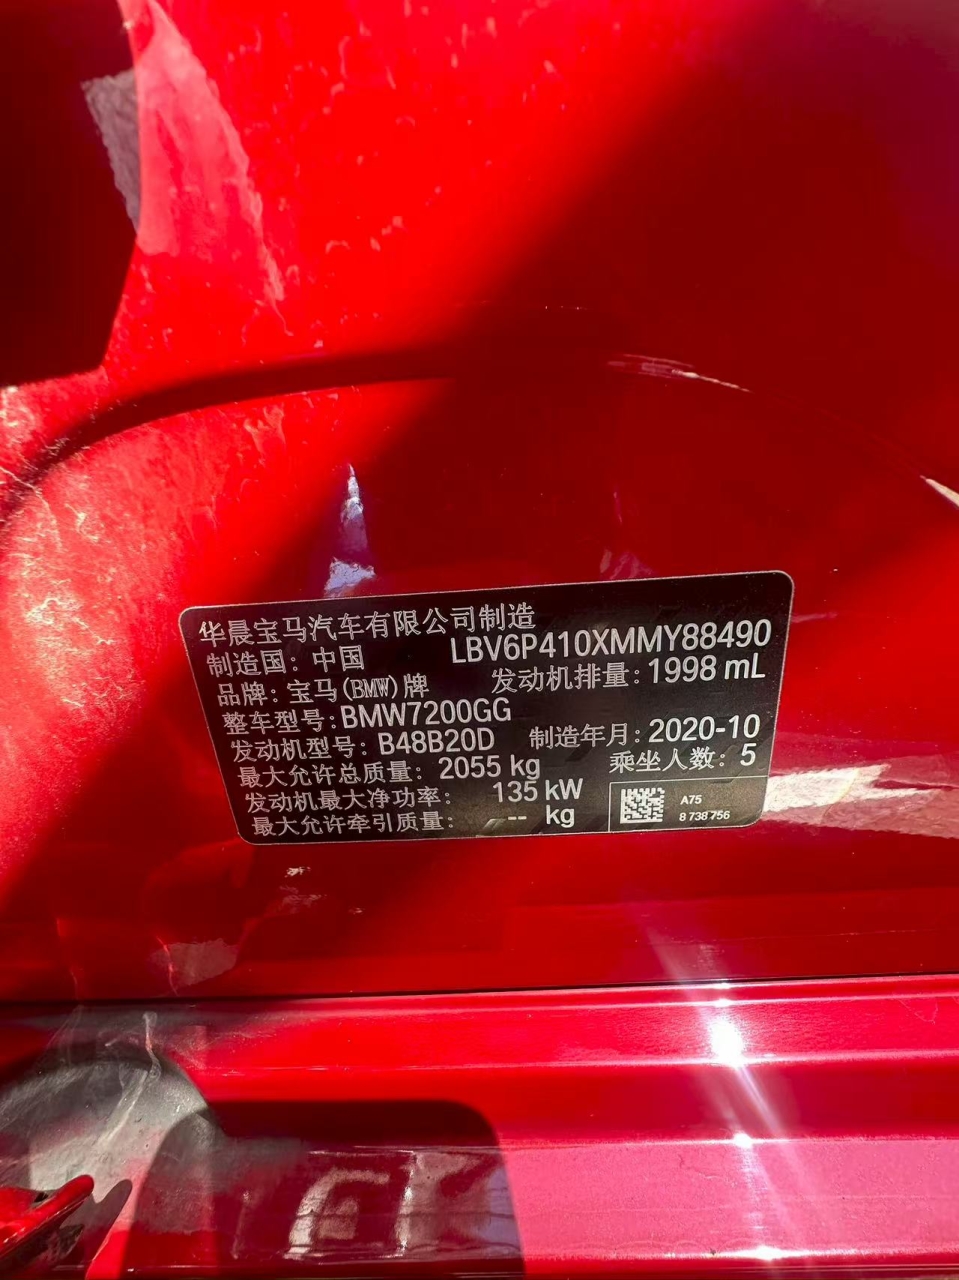 华晨宝马汽车有限公司制造
制造国: 中国 LBV6P410XMMY88490
品牌: 宝马(BMW)牌 发动机排量: 1998 mL
整车型号: BMW7200GG
发动机型号: B48B20D 制造年月: 2020-10
最大允许总质量: 2055 kg 乘坐人数: 5
发动机最大净功率: 135 kW
最大允许牵引质量: -- kg
A75
8 738 756